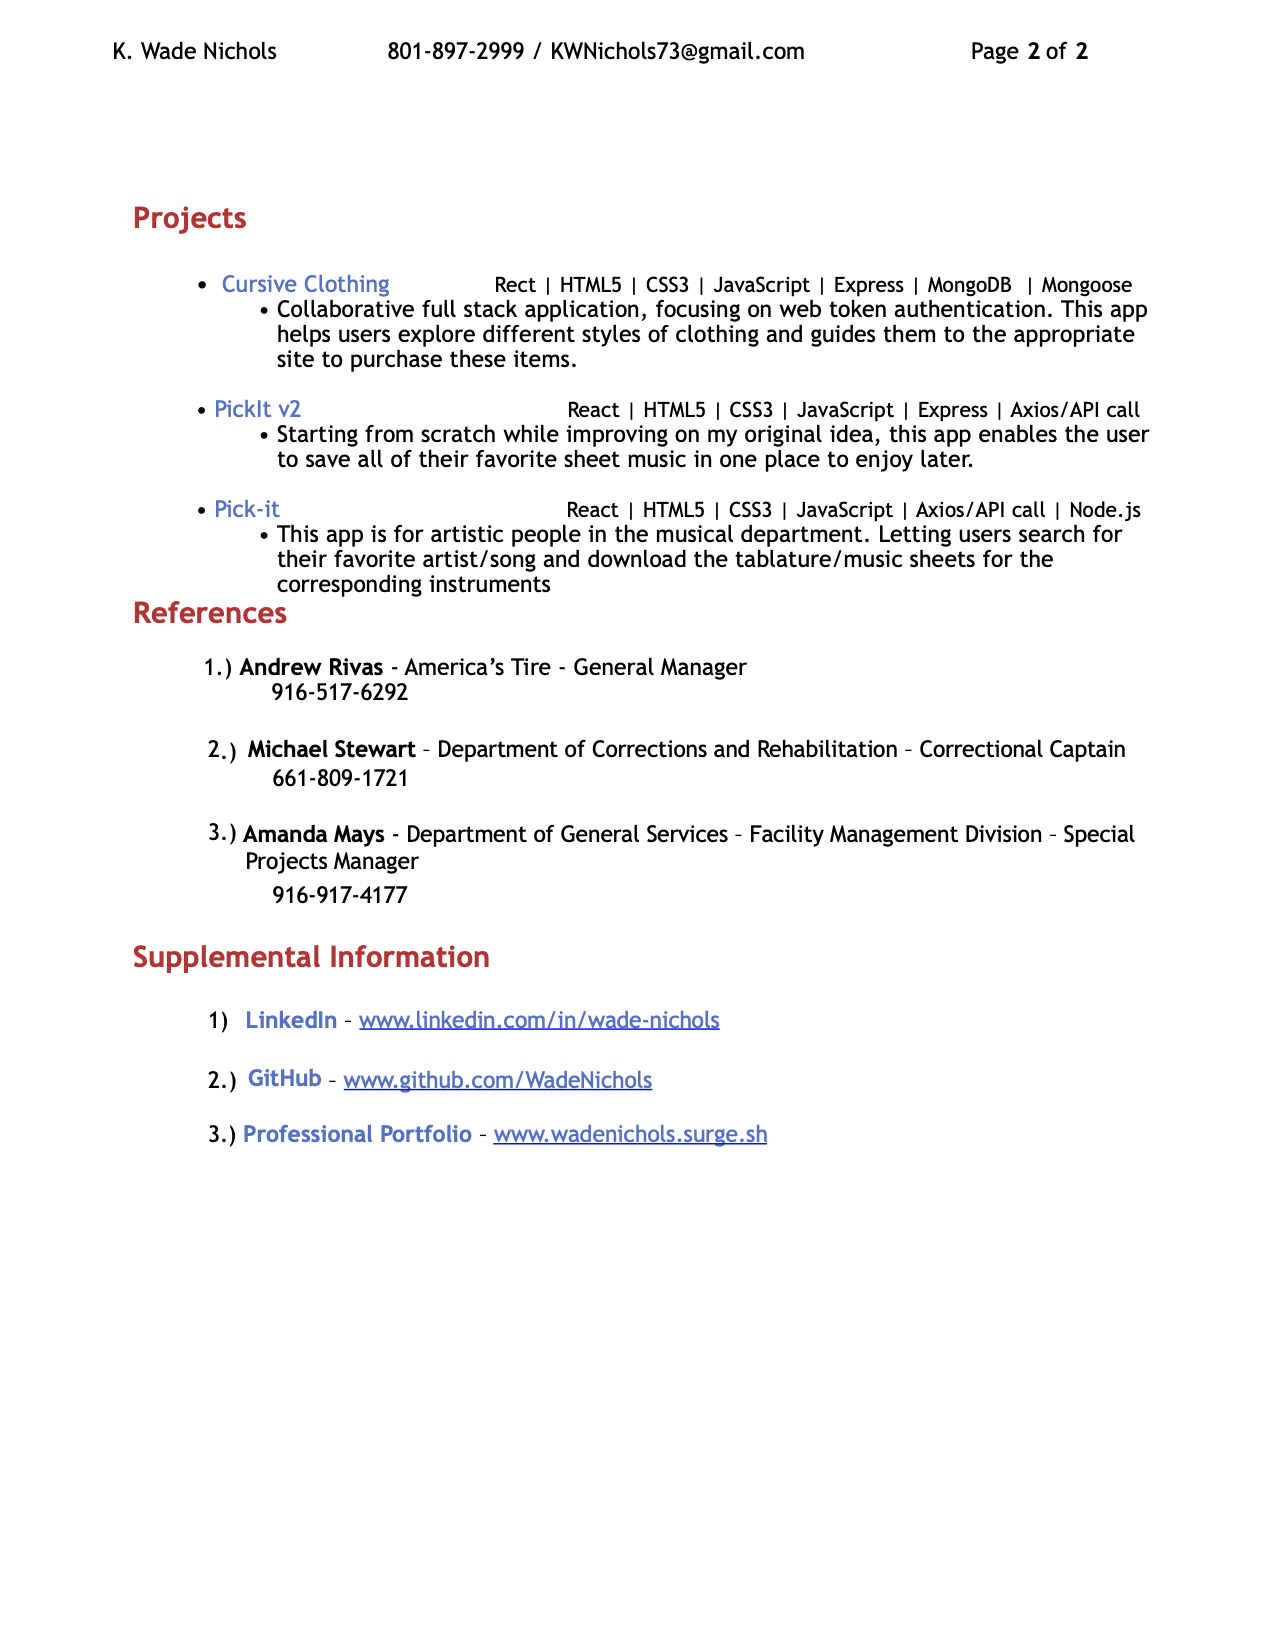 K. Wade Nichols 801-897-2999 / KWNichols73@gmail.com Page 2 of 2
Projects
• Cursive Clothing Rect | HTML5 | CSS3 | JavaScript | Express | MongoDB | Mongoose
• Collaborative full stack application, focusing on web token authentication. This app
helps users explore different styles of clothing and guides them to the appropriate
site to purchase these items.
• PickIt v2 React | HTML5 | CSS3 | JavaScript | Express | Axios/API call
• Starting from scratch while improving on my original idea, this app enables the user
to save all of their favorite sheet music in one place to enjoy later.
• Pick-it React | HTML5 | CSS3 | JavaScript | Axios/API call | Node.js
• This app is for artistic people in the musical department. Letting users search for
their favorite artist/song and download the tablature/music sheets for the
corresponding instruments
References
1.) Andrew Rivas - America’s Tire - General Manager
916-517-6292
2.) Michael Stewart – Department of Corrections and Rehabilitation – Correctional Captain
661-809-1721
3.) Amanda Mays - Department of General Services – Facility Management Division – Special
Projects Manager
916-917-4177
Supplemental Information
1) LinkedIn – www.linkedin.com/in/wade-nichols
2.) GitHub – www.github.com/WadeNichols
3.) Professional Portfolio – www.wadenichols.surge.sh